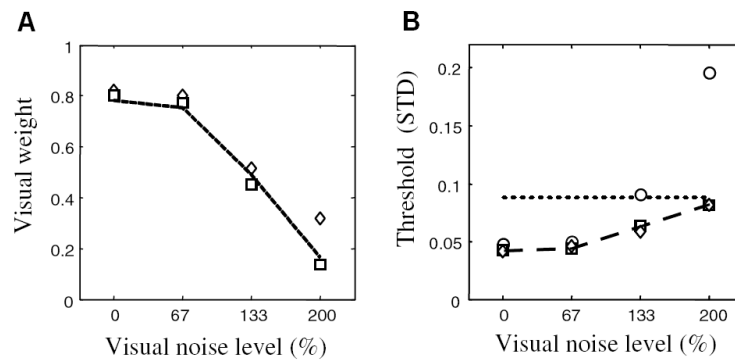 A
Visual weight
1
0.8
0.6
0.4
0.2
0
0 67 133 200
Visual noise level (%)
B
Threshold (STD)
0.2
0.15
0.1
0.05
0
0 67 133 200
Visual noise level (%)